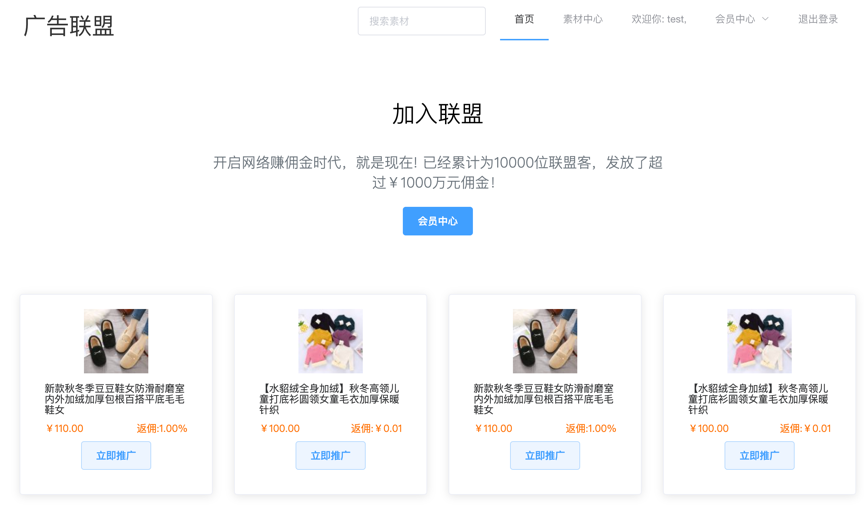 广告联盟
搜索素材
首页
素材中心
欢迎你: test,
会员中心
退出登录
加入联盟
开启网络赚佣金时代，就是现在! 已经累计为10000位联盟客，发放了超
过￥1000万元佣金!
会员中心
新款秋冬季豆豆鞋女防滑耐磨室
内外加绒加厚包根百搭平底毛毛
鞋女
￥110.00
返佣:1.00%
立即推广
【水貂绒全身加绒】秋冬高领儿
童打底衫圆领女童毛衣加厚保暖
针织
￥100.00
返佣:￥0.01
立即推广
新款秋冬季豆豆鞋女防滑耐磨室
内外加绒加厚包根百搭平底毛毛
鞋女
￥110.00
返佣:1.00%
立即推广
【水貂绒全身加绒】秋冬高领儿
童打底衫圆领女童毛衣加厚保暖
针织
￥100.00
返佣:￥0.01
立即推广